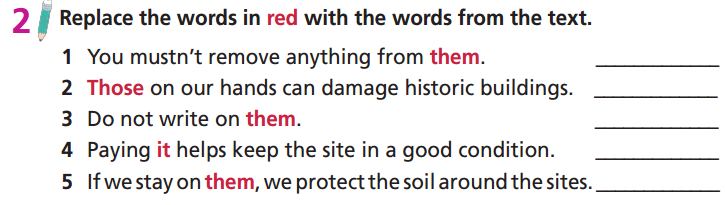 2 Replace the words in red with the words from the text.
1 You mustn't remove anything from them. ____________
2 Those on our hands can damage historic buildings. ____________
3 Do not write on them. ____________
4 Paying it helps keep the site in a good condition. ____________
5 If we stay on them, we protect the soil around the sites. ____________